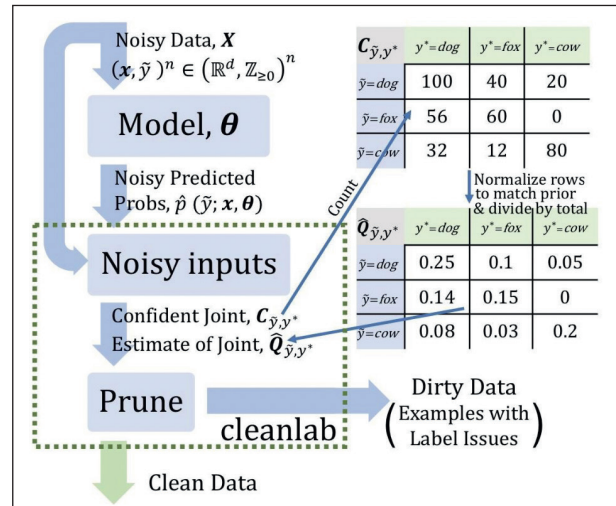 Noisy Data, X
(x, ỹ )ⁿ ∈ (ℝᵈ, ℤ≥0)ⁿ
Model, θ
Noisy Predicted
Probs, p̂ (ỹ; x, θ)
Noisy inputs
Confident Joint, C ỹ,y*
Estimate of Joint, Q̂ ỹ,y*
Prune
cleanlab
Clean Data
Dirty Data
(Examples with
Label Issues)
Count
C ỹ,y* y*=dog y*=fox y*=cow
ỹ=dog 100 40 20
ỹ=fox 56 60 0
ỹ=cow 32 12 80
Normalize rows
to match prior
& divide by total
Q̂ ỹ,y* y*=dog y*=fox y*=cow
ỹ=dog 0.25 0.1 0.05
ỹ=fox 0.14 0.15 0
ỹ=cow 0.08 0.03 0.2